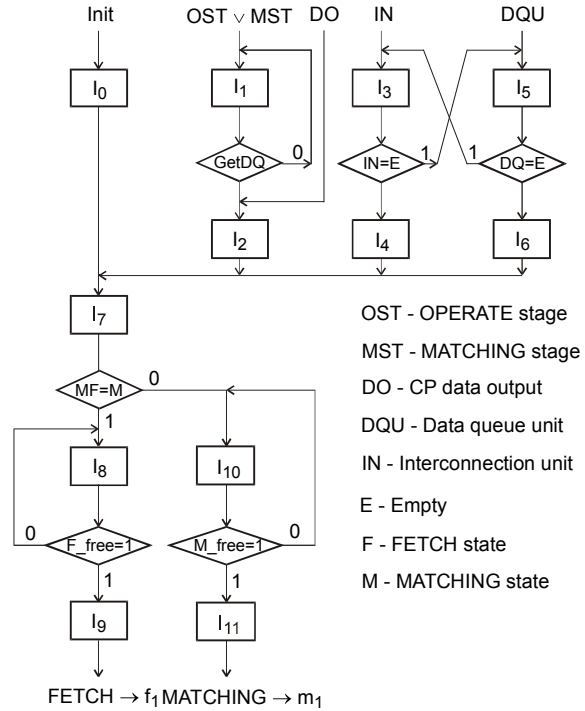 Init OST ∨ MST DO IN DQU
I0 I1 I3 I5
GetDQ 0 IN=E 1 1 DQ=E
I2 I4 I6
I7
OST - OPERATE stage
MST - MATCHING stage
MF=M 0
DO - CP data output
1
DQU - Data queue unit
I8 I10
IN - Interconnection unit
E - Empty
0 F_free=1 M_free=1 0
F - FETCH state
1 1
M - MATCHING state
I9 I11
FETCH → f1 MATCHING → m1